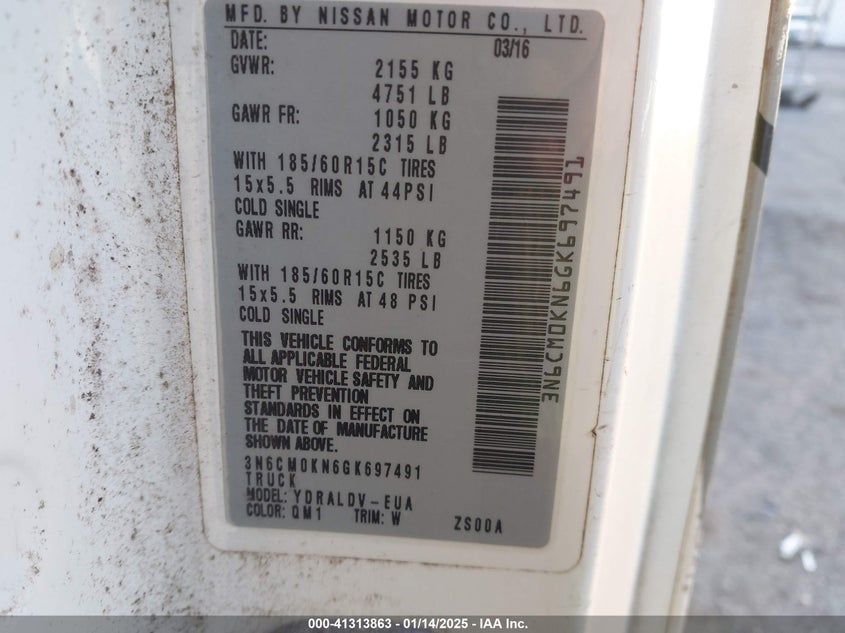 MFD. BY NISSAN MOTOR CO., LTD.
DATE: 03/16
GVWR: 2155 KG
4751 LB
GAWR FR: 1050 KG
2315 LB
WITH 185/60R15C TIRES
15x5.5 RIMS AT 44PSI
COLD SINGLE
GAWR RR: 1150 KG
2535 LB
WITH 185/60R15C TIRES
15x5.5 RIMS AT 48 PSI
COLD SINGLE
THIS VEHICLE CONFORMS TO
ALL APPLICABLE FEDERAL
MOTOR VEHICLE SAFETY AND
THEFT PREVENTION
STANDARDS IN EFFECT ON
THE DATE OF MANUFACTURE
SHOWN ABOVE.
3N6CM0KN6GK697491
TRUCK
MODEL: YDRALDV-EUA
COLOR: QM1 TRIM: W ZS00A
3N6CM0KN6GK697491
000-41313863 — 01/14/2025 — IAA Inc.